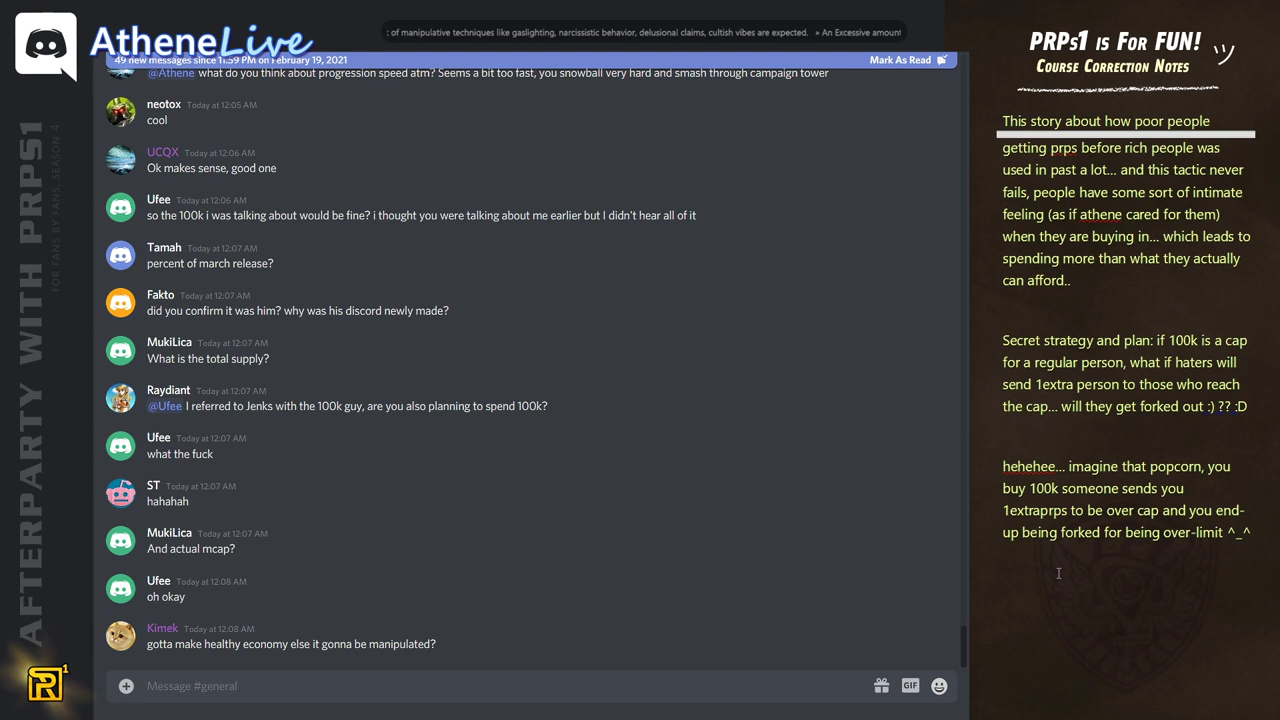 AtheneLive
: of manipulative techniques like gaslighting, narcissistic behavior, delusional claims, cultish vibes are expected. » An Excessive amount
49 new messages since 11:59 PM on February 19, 2021
Mark As Read
@Athene what do you think about progression speed atm? Seems a bit too fast, you snowball very hard and smash through campaign tower
neotox Today at 12:05 AM
cool
UCQX Today at 12:06 AM
Ok makes sense, good one
Ufee Today at 12:06 AM
so the 100k i was talking about would be fine? i thought you were talking about me earlier but I didn't hear all of it
Tamah Today at 12:07 AM
percent of march release?
Fakto Today at 12:07 AM
did you confirm it was him? why was his discord newly made?
MukiLica Today at 12:07 AM
What is the total supply?
Raydiant Today at 12:07 AM
@Ufee I referred to Jenks with the 100k guy, are you also planning to spend 100k?
Ufee Today at 12:07 AM
what the fuck
ST Today at 12:07 AM
hahahah
MukiLica Today at 12:07 AM
And actual mcap?
Ufee Today at 12:08 AM
oh okay
Kimek Today at 12:08 AM
gotta make healthy economy else it gonna be manipulated?
Message #general
GIF
AFTERPARTY WITH PRPS1
FOR FANS BY FANS, SEASON 4
R1
PRPs1 is For FUN! ツ
Course Correction Notes
This story about how poor people
getting prps before rich people was
used in past a lot... and this tactic never
fails, people have some sort of intimate
feeling (as if athene cared for them)
when they are buying in... which leads to
spending more than what they actually
can afford..
Secret strategy and plan: if 100k is a cap
for a regular person, what if haters will
send 1extra person to those who reach
the cap... will they get forked out :) ?? :D
hehehee... imagine that popcorn, you
buy 100k someone sends you
1extraprps to be over cap and you end-
up being forked for being over-limit ^_^